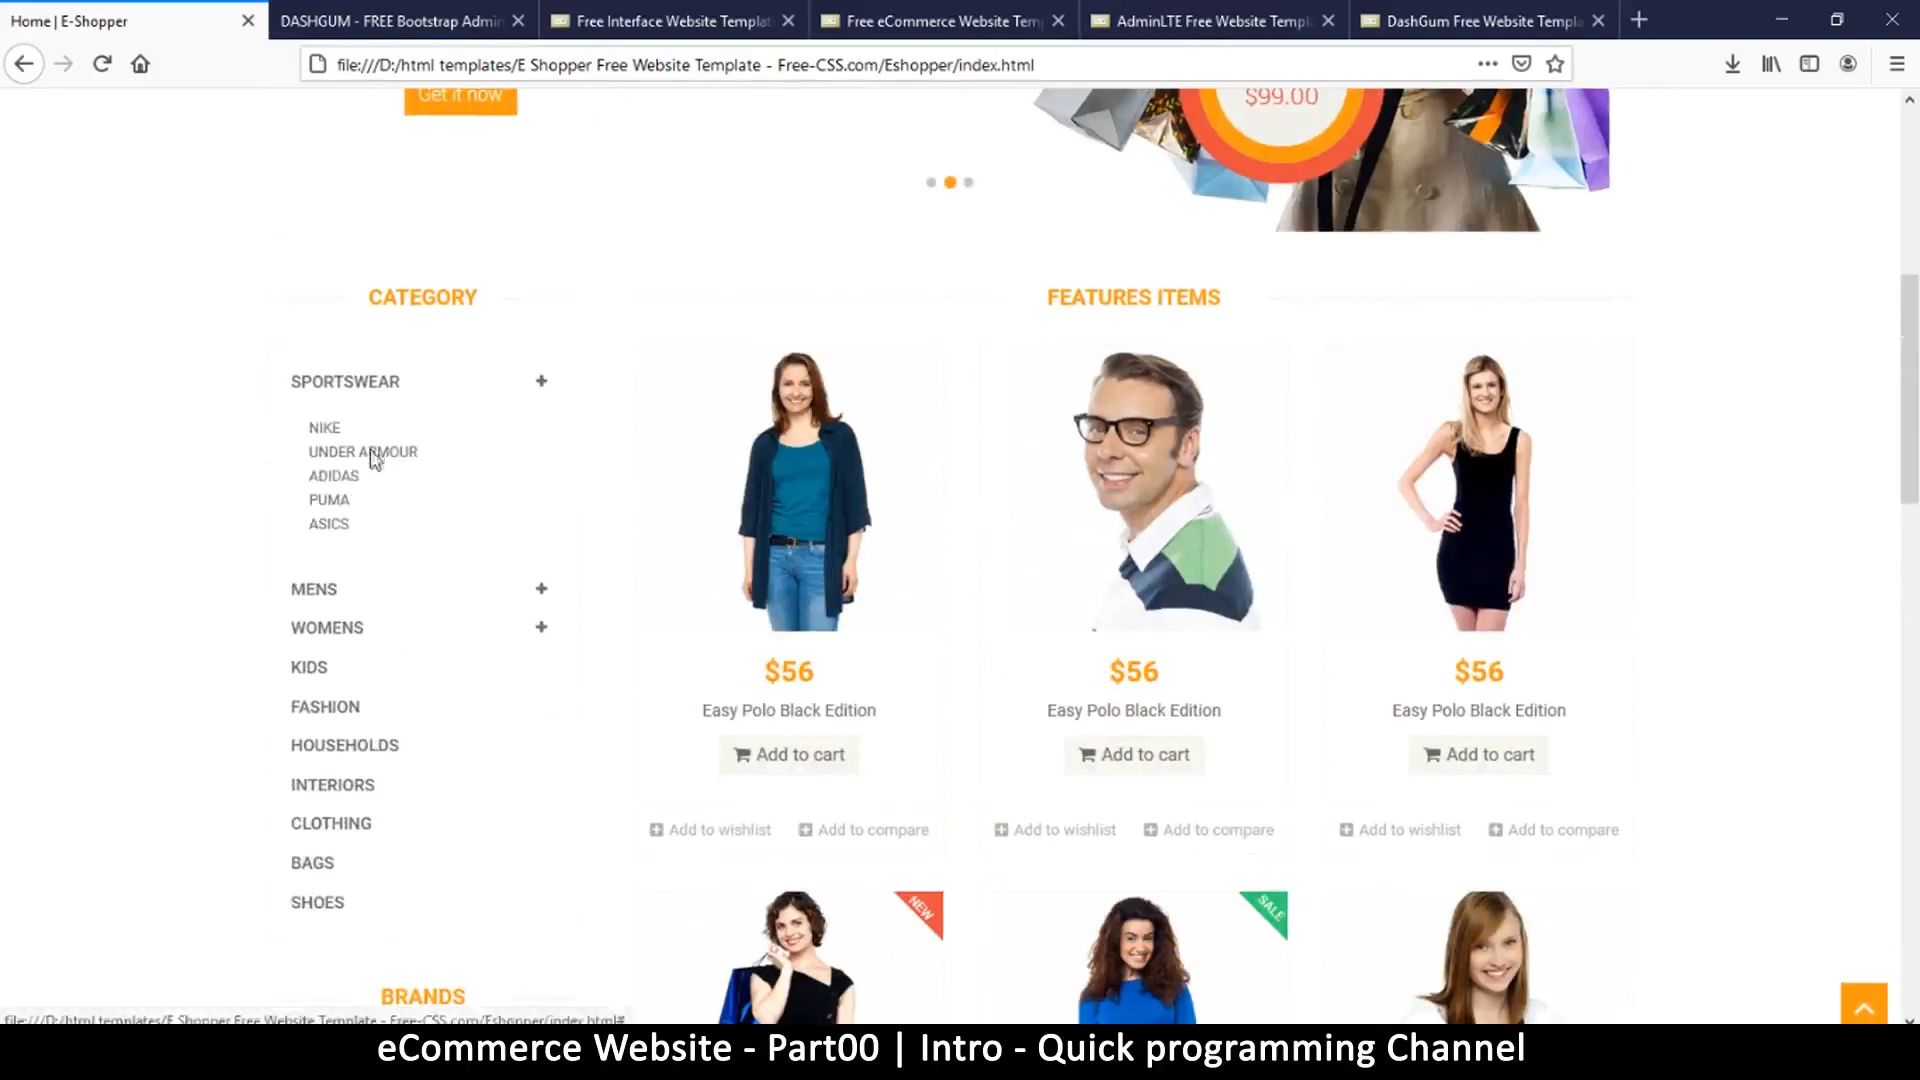 Home | E-Shopper
DASHGUM - FREE Bootstrap Admin
Free Interface Website Templat
Free eCommerce Website Tem
AdminLTE Free Website Templ
DashGum Free Website Templa
file:///D:/html templates/E Shopper Free Website Template - Free-CSS.com/Eshopper/index.html
Get it now
$99.00
CATEGORY
FEATURES ITEMS
SPORTSWEAR
NIKE
UNDER ARMOUR
ADIDAS
PUMA
ASICS
MENS
WOMENS
KIDS
FASHION
HOUSEHOLDS
INTERIORS
CLOTHING
BAGS
SHOES
$56 $56 $56
Easy Polo Black Edition Easy Polo Black Edition Easy Polo Black Edition
Add to cart Add to cart Add to cart
Add to wishlist Add to compare Add to wishlist Add to compare Add to wishlist Add to compare
NEW
SALE
BRANDS
file:///D:/html templates/E Shopper Free Website Template - Free-CSS.com/Eshopper/index.html#
eCommerce Website - Part00 | Intro - Quick programming Channel